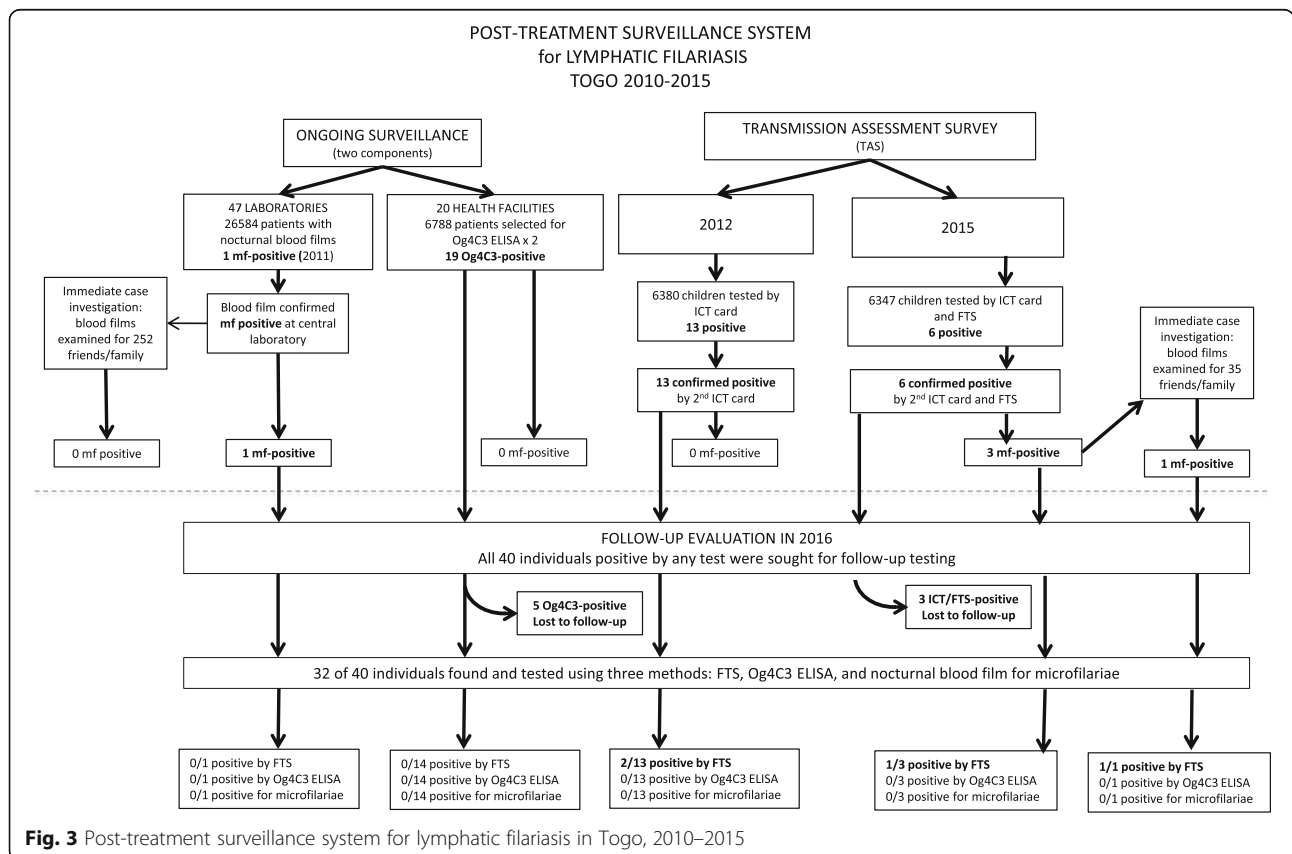 POST-TREATMENT SURVEILLANCE SYSTEM
for LYMPHATIC FILARIASIS
TOGO 2010-2015
ONGOING SURVEILLANCE
(two components)
TRANSMISSION ASSESSMENT SURVEY
(TAS)
47 LABORATORIES
26584 patients with
nocturnal blood films
1 mf-positive (2011)
20 HEALTH FACILITIES
6788 patients selected for
Og4C3 ELISA x 2
19 Og4C3-positive
2012
2015
Immediate case
investigation:
blood films
examined for 252
friends/family
Blood film confirmed
mf positive at central
laboratory
6380 children tested by
ICT card
13 positive
6347 children tested by ICT card
and FTS
6 positive
Immediate case
investigation:
blood films
examined for 35
friends/family
13 confirmed positive
by 2nd ICT card
6 confirmed positive
by 2nd ICT card and FTS
0 mf positive
1 mf-positive
0 mf-positive
0 mf-positive
3 mf-positive
1 mf-positive
FOLLOW-UP EVALUATION IN 2016
All 40 individuals positive by any test were sought for follow-up testing
5 Og4C3-positive
Lost to follow-up
3 ICT/FTS-positive
Lost to follow-up
32 of 40 individuals found and tested using three methods: FTS, Og4C3 ELISA, and nocturnal blood film for microfilariae
0/1 positive by FTS
0/1 positive by Og4C3 ELISA
0/1 positive for microfilariae
0/14 positive by FTS
0/14 positive by Og4C3 ELISA
0/14 positive for microfilariae
2/13 positive by FTS
0/13 positive by Og4C3 ELISA
0/13 positive for microfilariae
1/3 positive by FTS
0/3 positive by Og4C3 ELISA
0/3 positive for microfilariae
1/1 positive by FTS
0/1 positive by Og4C3 ELISA
0/1 positive for microfilariae
Fig. 3 Post-treatment surveillance system for lymphatic filariasis in Togo, 2010–2015